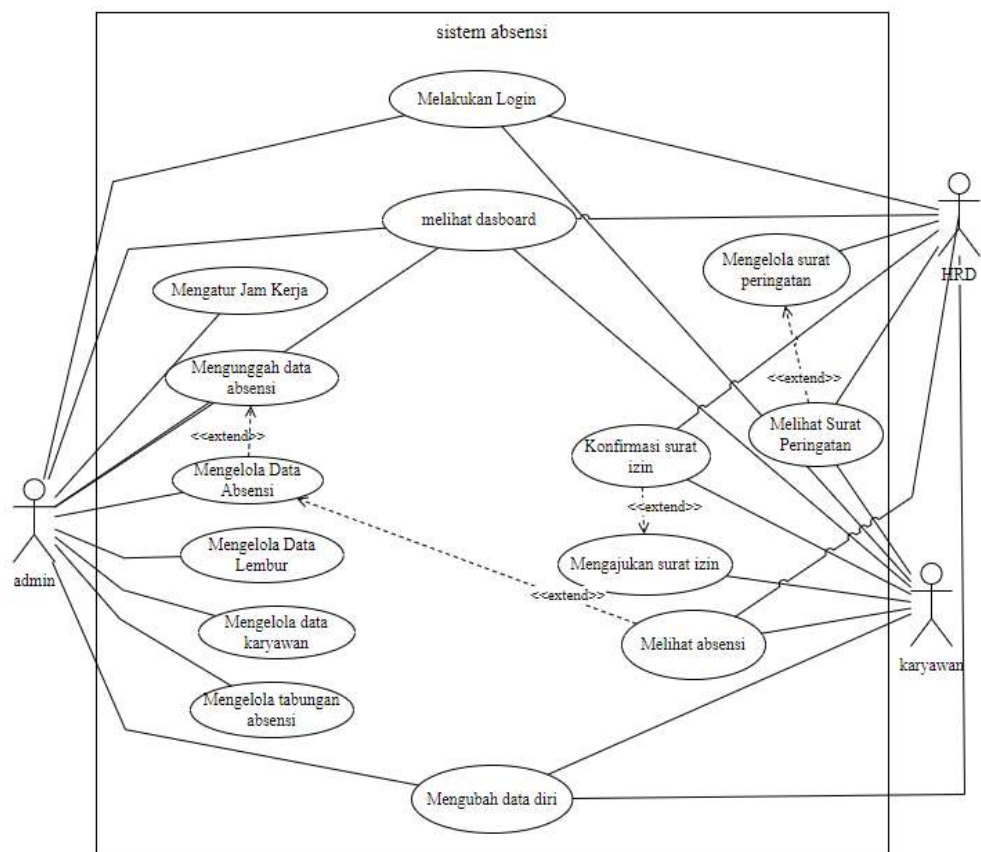 sistem absensi
Melakukan Login
melihat dasboard
Mengelola surat
peringatan
HRD
Mengatur Jam Kerja
Mengunggah data
absensi
<<extend>>
<<extend>>
Melihat Surat
Peringatan
Konfirmasi surat
izin
Mengelola Data
Absensi
<<extend>>
admin
Mengelola Data
Lembur
Mengajukan surat izin
<<extend>>
Mengelola data
karyawan
Melihat absensi
karyawan
Mengelola tabungan
absensi
Mengubah data diri